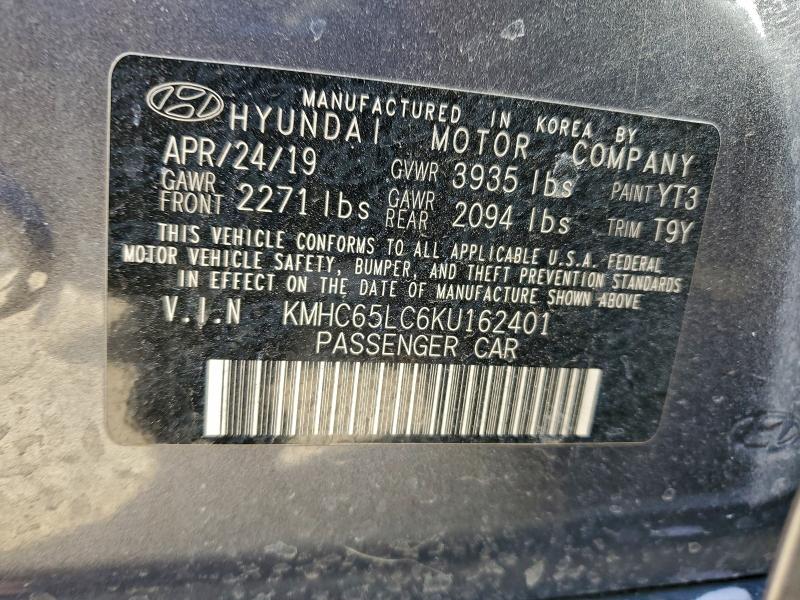 MANUFACTURED IN KOREA BY
HYUNDAI MOTOR COMPANY
APR/24/19 GVWR 3935 lbs PAINT YT3
GAWR FRONT 2271 lbs GAWR REAR 2094 lbs TRIM T9Y
THIS VEHICLE CONFORMS TO ALL APPLICABLE U.S.A. FEDERAL
MOTOR VEHICLE SAFETY, BUMPER, AND THEFT PREVENTION STANDARDS
IN EFFECT ON THE DATE OF MANUFACTURE SHOWN ABOVE
V.I.N KMHC65LC6KU162401
PASSENGER CAR